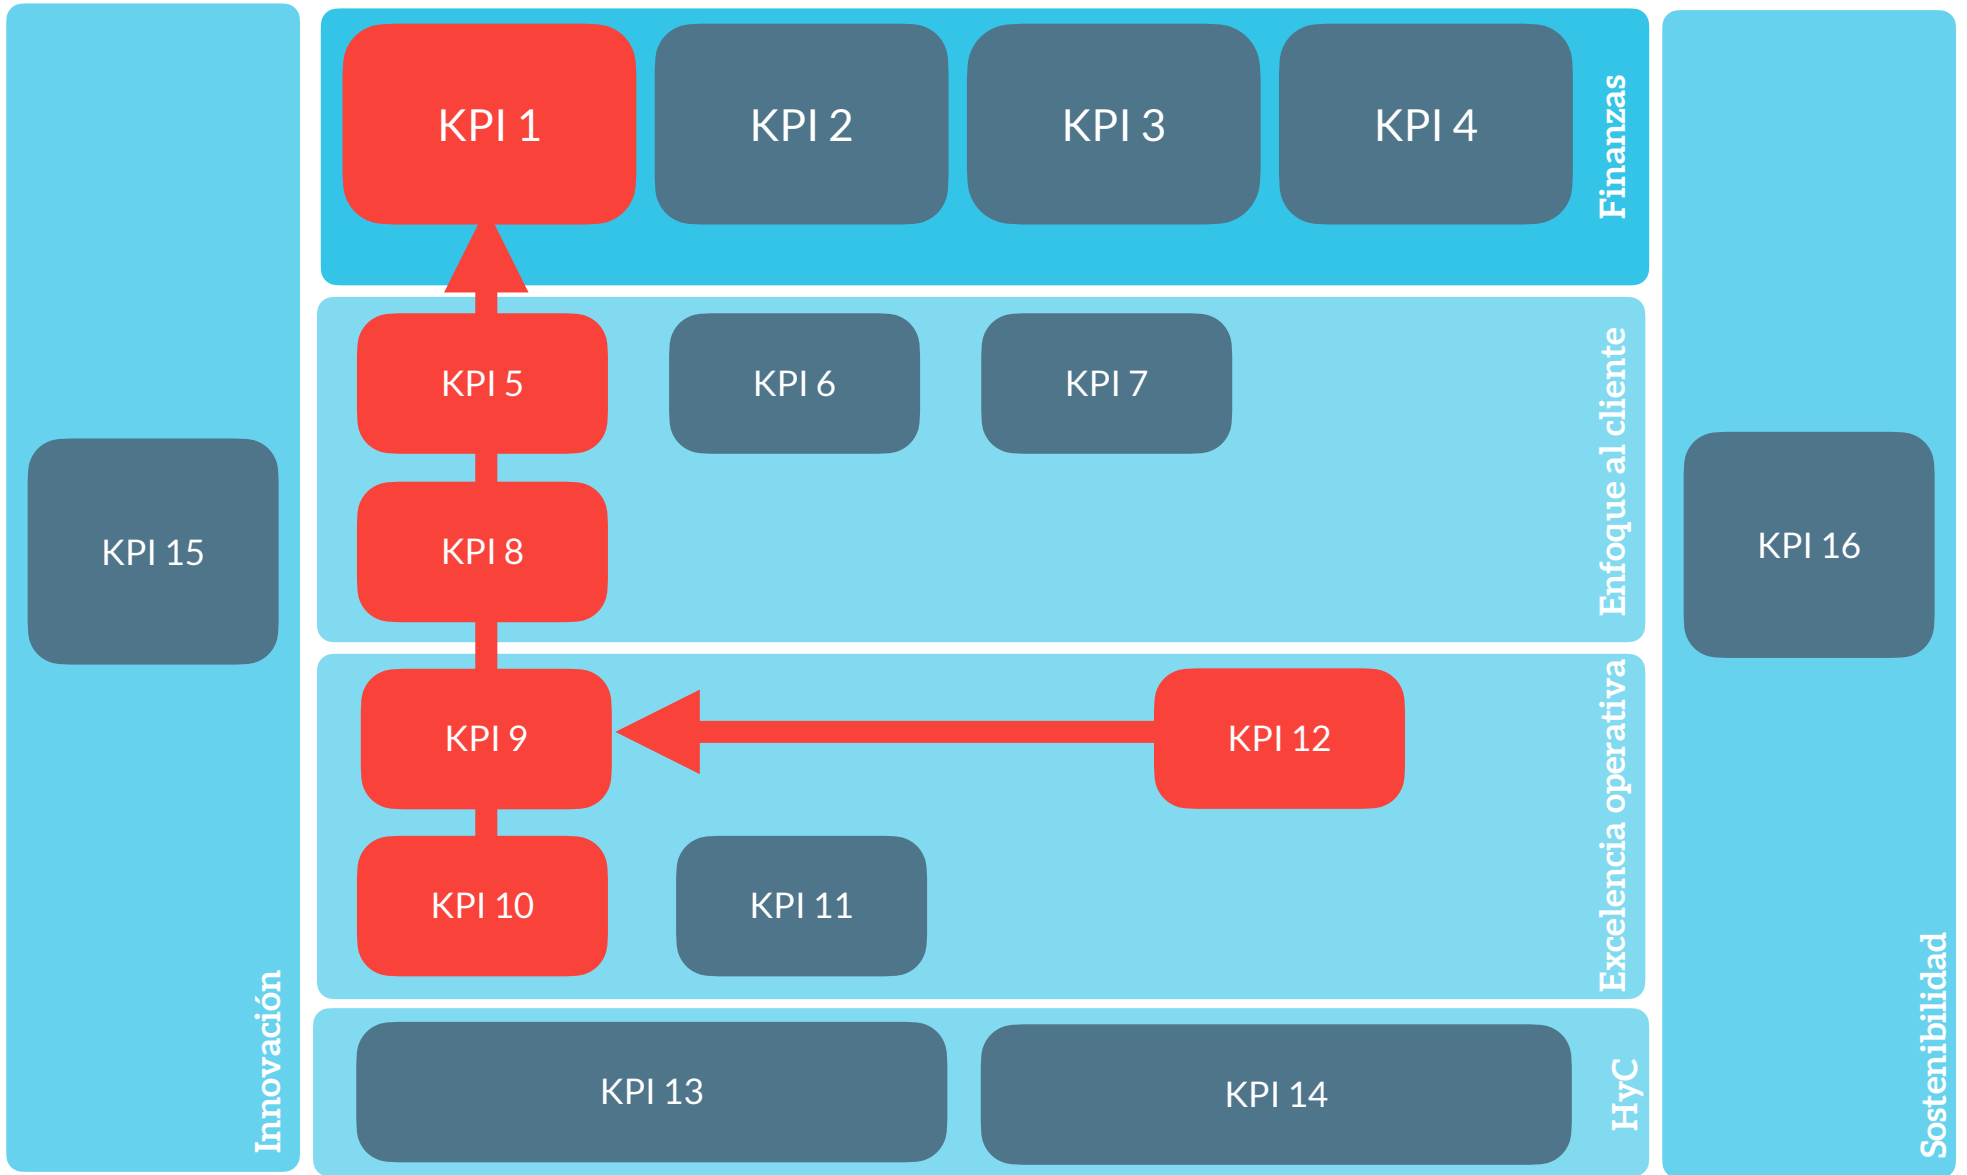 KPI 1
KPI 2
KPI 3
KPI 4
Finanzas
KPI 5
KPI 6
KPI 7
KPI 8
Enfoque al cliente
KPI 9
KPI 12
KPI 10
KPI 11
Excelencia operativa
KPI 13
KPI 14
HyC
KPI 15
Innovación
KPI 16
Sostenibilidad